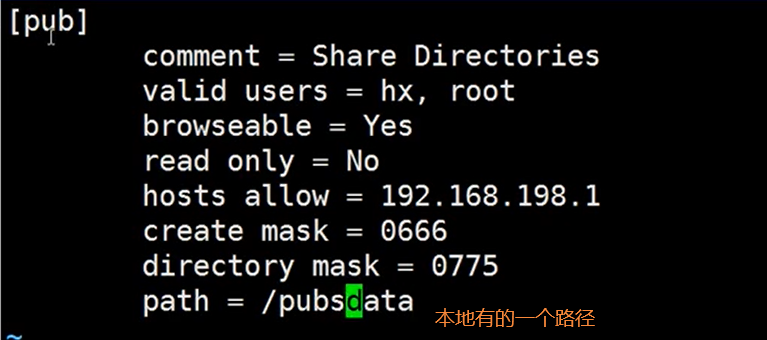 [pub]
comment = Share Directories
valid users = hx, root
browseable = Yes
read only = No
hosts allow = 192.168.198.1
create mask = 0666
directory mask = 0775
path = /pubsdata
本地有的一个路径
~